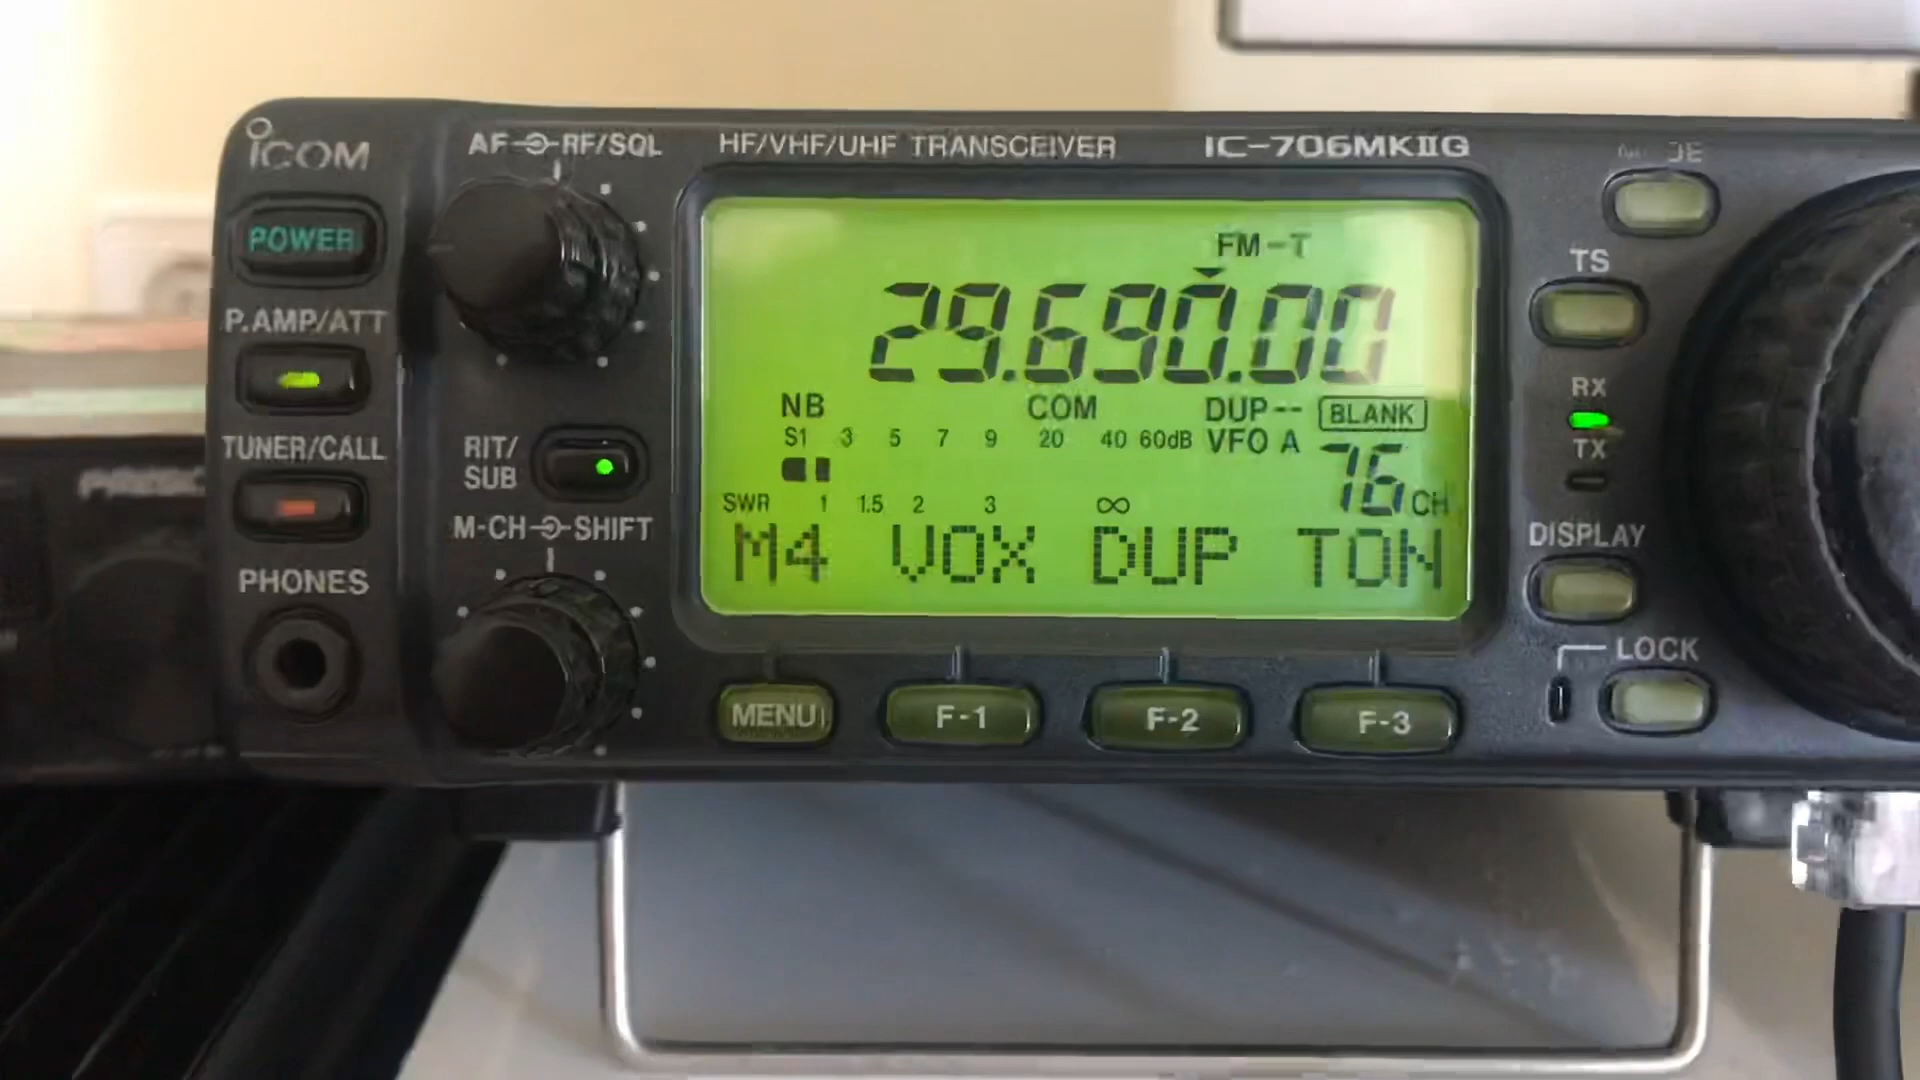 ICOM
POWER
P.AMP/ATT
TUNER/CALL
PHONES
AF RF/SQL
RIT/
SUB
M-CH SHIFT
HF/VHF/UHF TRANSCEIVER IC-706MKIIG
FM-T
29.690.00
NB COM DUP-- BLANK
S1 3 5 7 9 20 40 60dB VFO A
76 CH
SWR 1 1.5 2 3 ∞
M4 VOX DUP TON
MENU F-1 F-2 F-3
TS
RX
TX
DISPLAY
LOCK